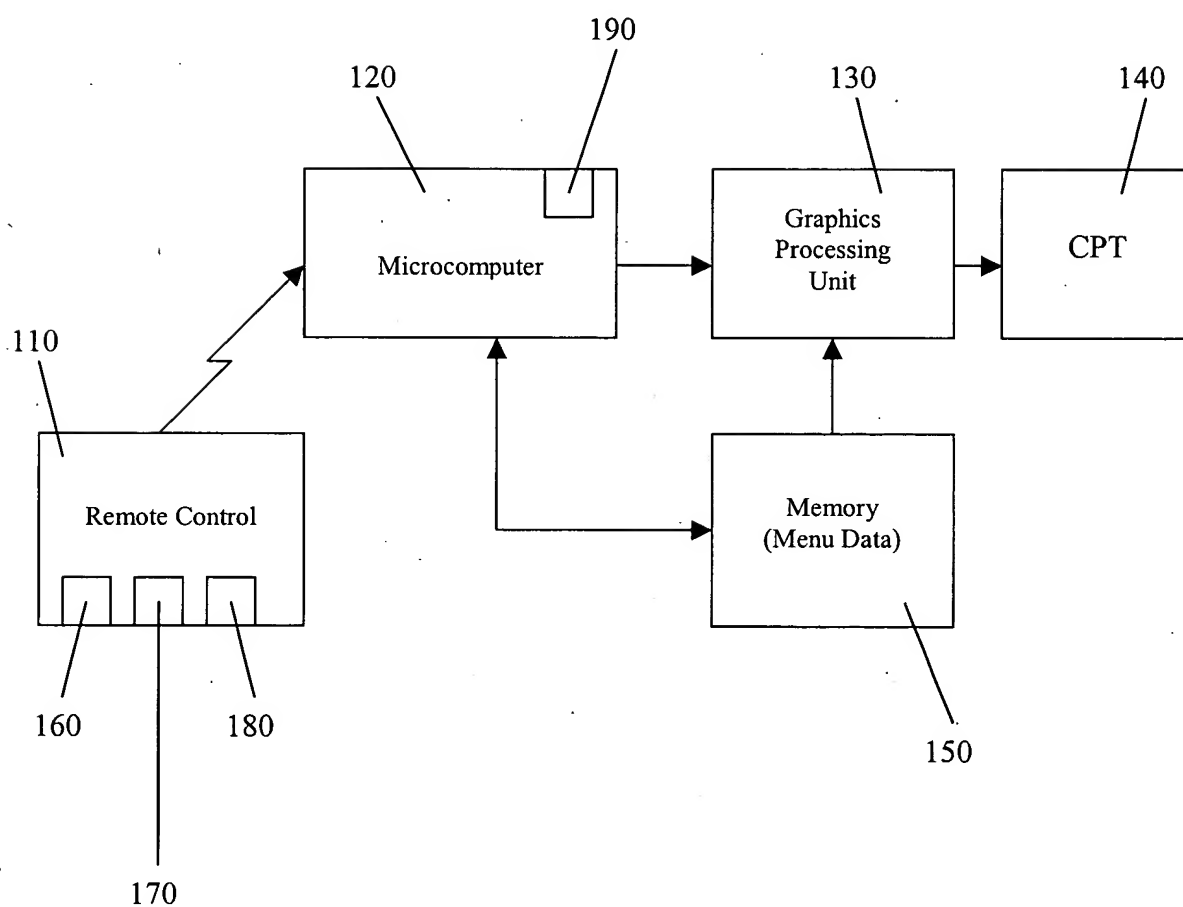 190
120
130
140
Microcomputer
Graphics
Processing
Unit
CPT
110
Remote Control
Memory
(Menu Data)
160
180
150
170